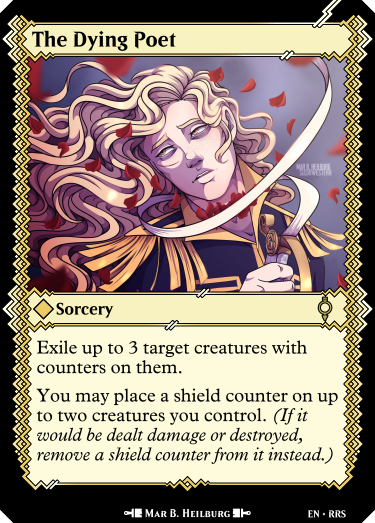 The Dying Poet
MAR B. HEILBURG
Sorcery
Exile up to 3 target creatures with
counters on them.
You may place a shield counter on up
to two creatures you control. (If it
would be dealt damage or destroyed,
remove a shield counter from it instead.)
Mar B. Heilburg
EN • RRS